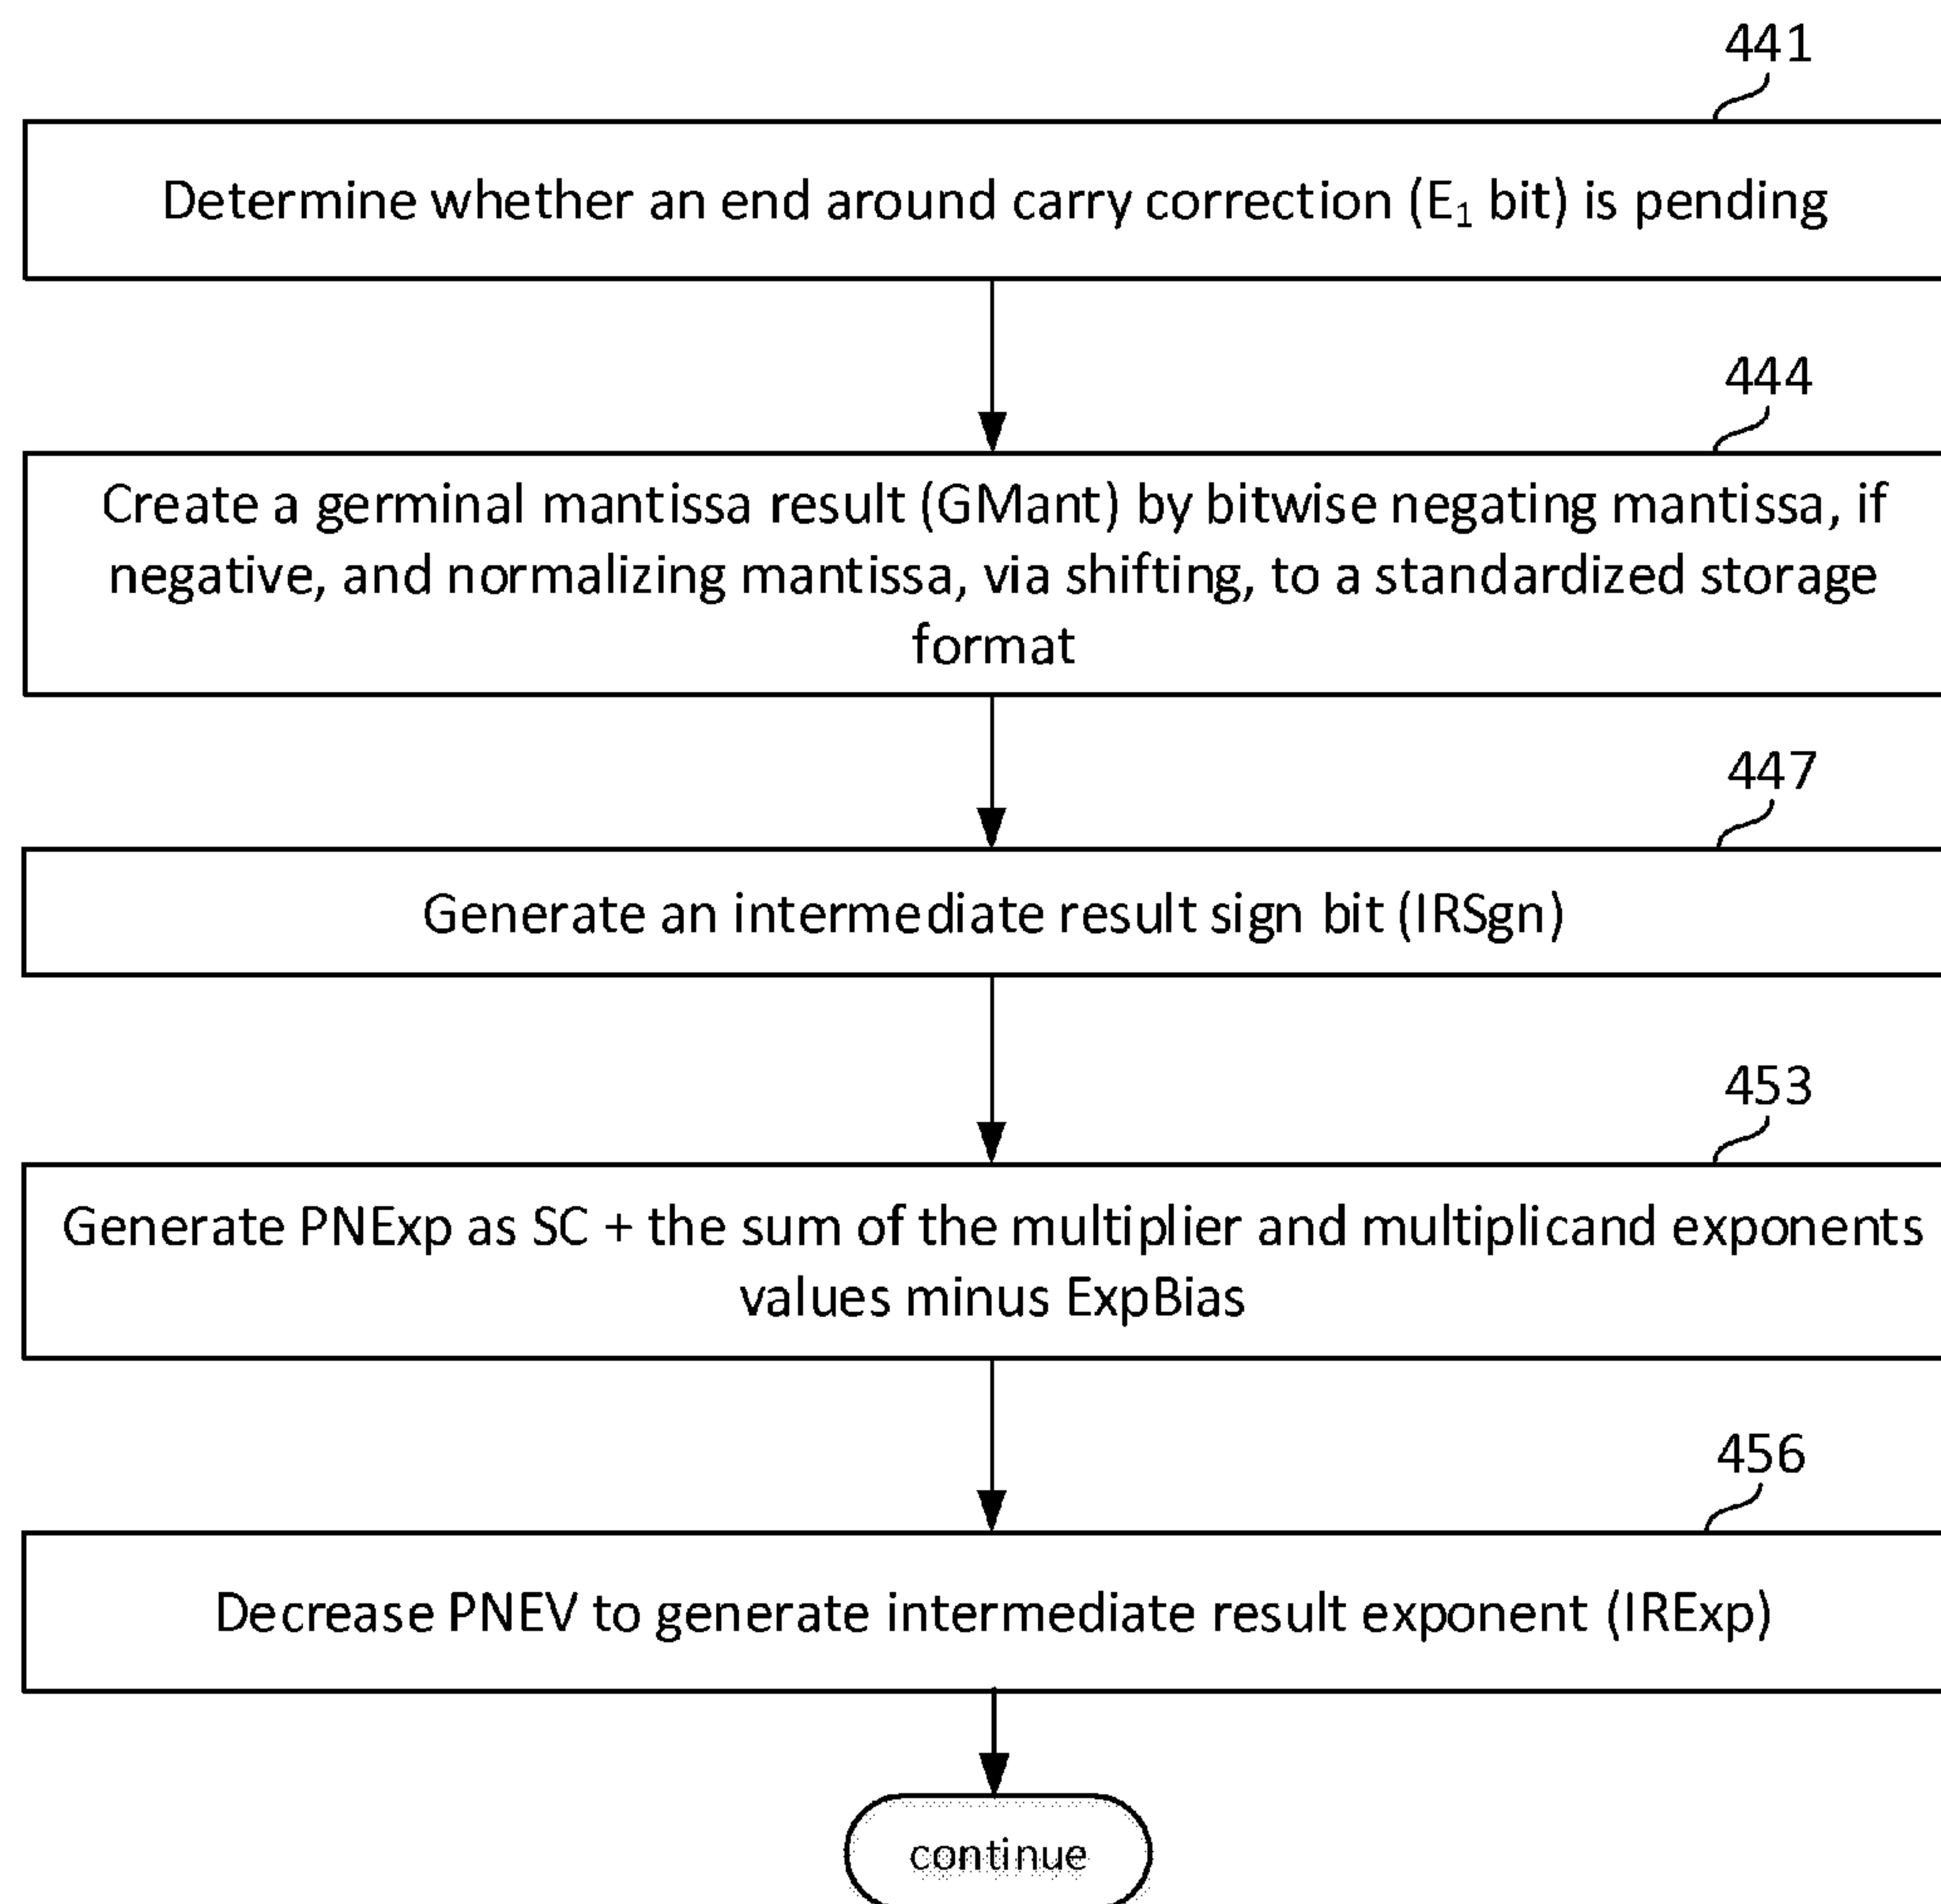 441
Determine whether an end around carry correction (E₁ bit) is pending
444
Create a germinal mantissa result (GMant) by bitwise negating mantissa, if
negative, and normalizing mantissa, via shifting, to a standardized storage
format
447
Generate an intermediate result sign bit (IRSgn)
453
Generate PNExp as SC + the sum of the multiplier and multiplicand exponents
values minus ExpBias
456
Decrease PNEV to generate intermediate result exponent (IRExp)
continue